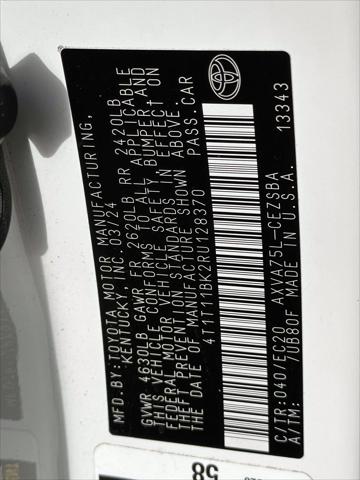 MFD. BY: TOYOTA MOTOR MANUFACTURING,
KENTUCKY, INC. 03/24
GVWR 4630LB GAWR FR 2620LB RR 2420LB
THIS VEHICLE CONFORMS TO ALL APPLICABLE
FEDERAL MOTOR VEHICLE SAFETY, BUMPER AND
THEFT PREVENTION STANDARDS IN EFFECT ON
THE DATE OF MANUFACTURE SHOWN ABOVE.
4T1T11BK2RU128370 PASS.CAR
C/TR:040/EC20 AXVA75L-CEZSBA
A/TM: 7UB80F MADE IN U.S.A. 13343
58